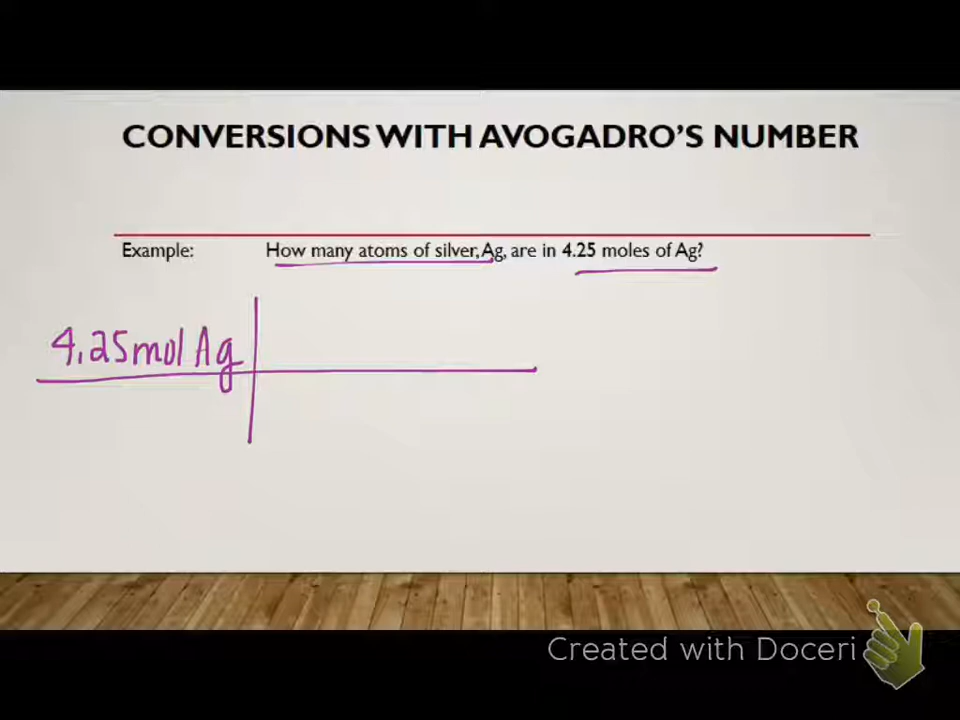 CONVERSIONS WITH AVOGADRO'S NUMBER
Example: How many atoms of silver, Ag, are in 4.25 moles of Ag?
4.25 mol Ag
Created with Doceri